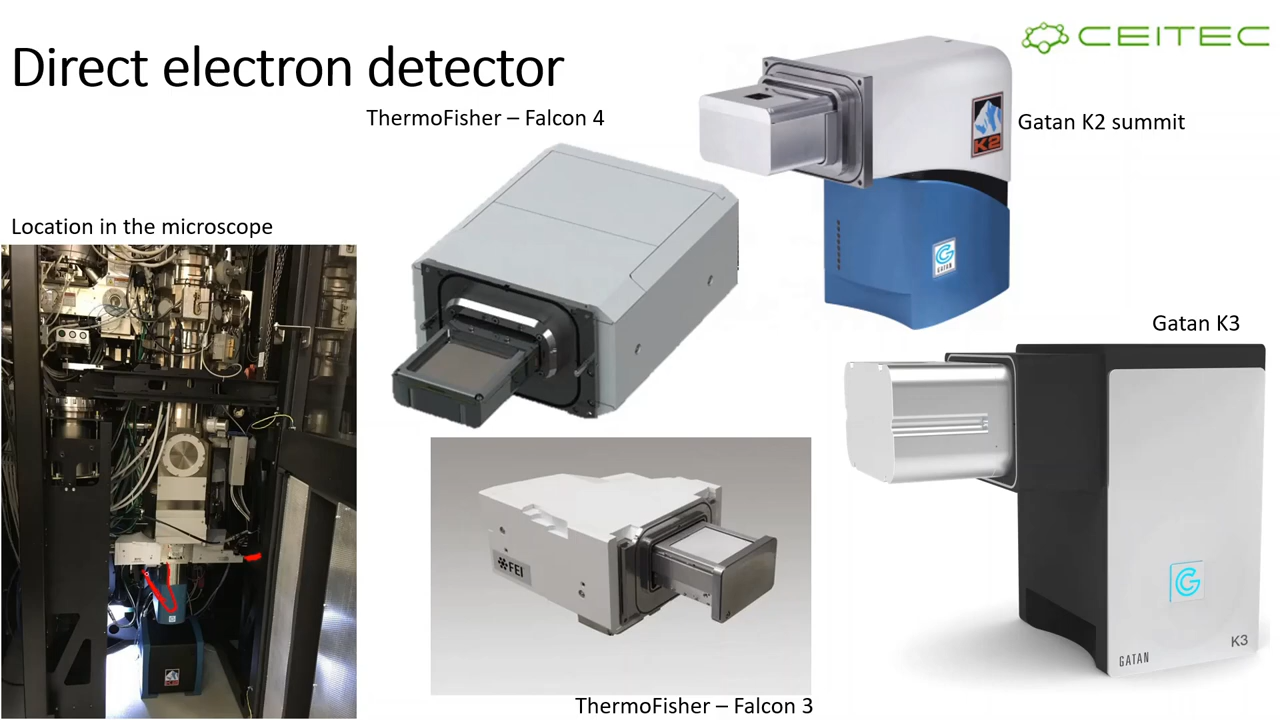 Direct electron detector
CEITEC
ThermoFisher – Falcon 4
Gatan K2 summit
K2
GATAN
Location in the microscope
Gatan K3
FEI
GATAN
K3
ThermoFisher – Falcon 3